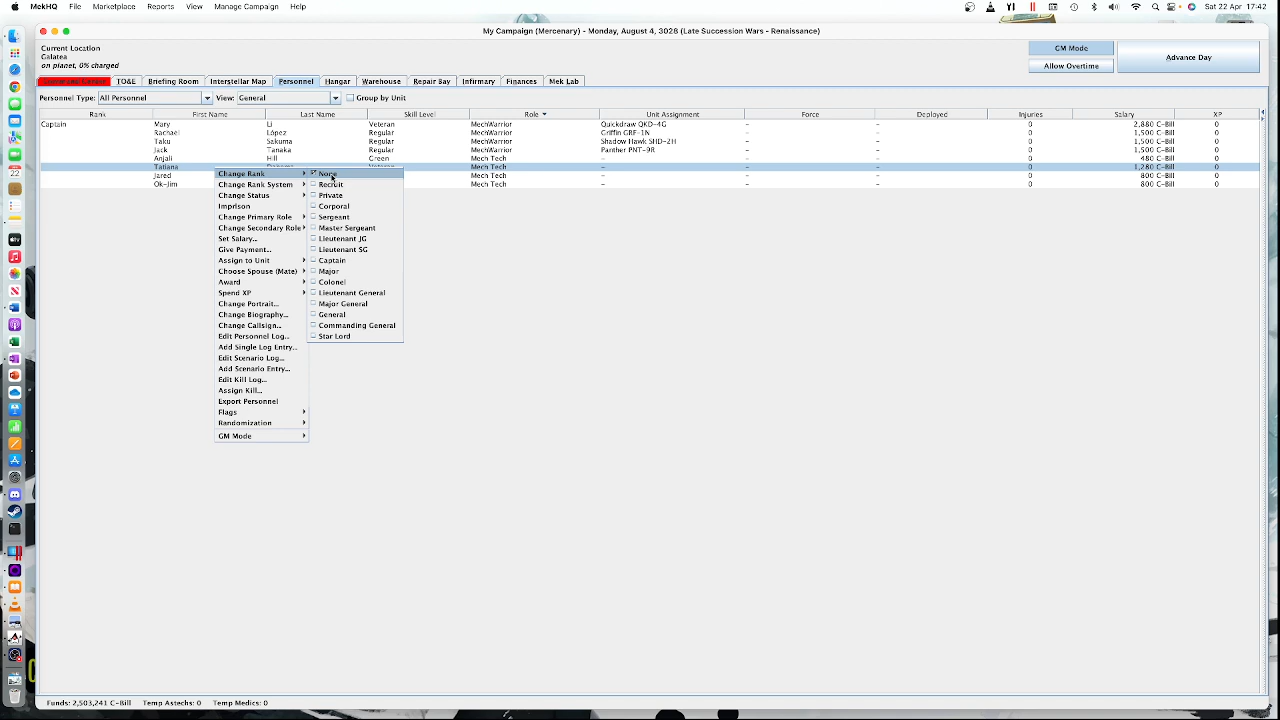 MekHQ File Marketplace Reports View Manage Campaign Help Sat 22 Apr 17:42
My Campaign (Mercenary) - Monday, August 4, 3028 (Late Succession Wars - Renaissance)
Current Location
Galatea
on planet, 0% charged
GM Mode
Allow Overtime
Advance Day
TO&E Briefing Room Interstellar Map Personnel Hangar Warehouse Repair Bay Infirmary Finances Mek Lab
Personnel Type: All Personnel View: General Group by Unit
Rank First Name Last Name Skill Level Role Unit Assignment Force Deployed Injuries Salary XP
Captain Mary Li Veteran MechWarrior Quickdraw QKD-4G - - 0 2,880 C-Bill 0
Rachael López Regular MechWarrior Griffin GRF-1N - - 0 1,500 C-Bill 0
Taku Sakuma Regular MechWarrior Shadow Hawk SHD-2H - - 0 1,500 C-Bill 0
Jack Tanaka Regular MechWarrior Panther PNT-9R - - 0 1,500 C-Bill 0
Anjali Hill Green Mech Tech - - - 0 480 C-Bill 0
Tatiana Mech Tech - - - 0 1,280 C-Bill 0
Jared Mech Tech - - - 0 800 C-Bill 0
Ok-Jim Mech Tech - - - 0 800 C-Bill 0
Change Rank
Change Rank System
Change Status
Imprison
Change Primary Role
Change Secondary Role
Set Salary...
Give Payment...
Assign to Unit
Choose Spouse (Mate)
Award
Spend XP
Change Portrait...
Change Biography...
Change Callsign...
Edit Personnel Log...
Add Single Log Entry...
Edit Scenario Log...
Add Scenario Entry...
Edit Kill Log...
Assign Kill...
Export Personnel
Flags
Randomization
GM Mode
None
Recruit
Private
Corporal
Sergeant
Master Sergeant
Lieutenant JG
Lieutenant SG
Captain
Major
Colonel
Lieutenant General
Major General
General
Commanding General
Star Lord
Funds: 2,503,241 C-Bill Temp Astechs: 0 Temp Medics: 0